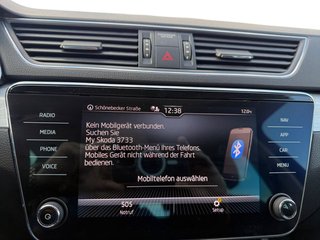 Schönebecker Straße 12:38 12.0°C
Kein Mobilgerät verbunden.
Suchen Sie
My Skoda 3733
über das Bluetooth-Menü Ihres Telefons.
Mobiles Gerät nicht während der Fahrt
bedienen.
Mobiltelefon auswählen
SOS
Notruf
Setup
RADIO
MEDIA
PHONE
VOICE
NAV
APP
CAR
MENU